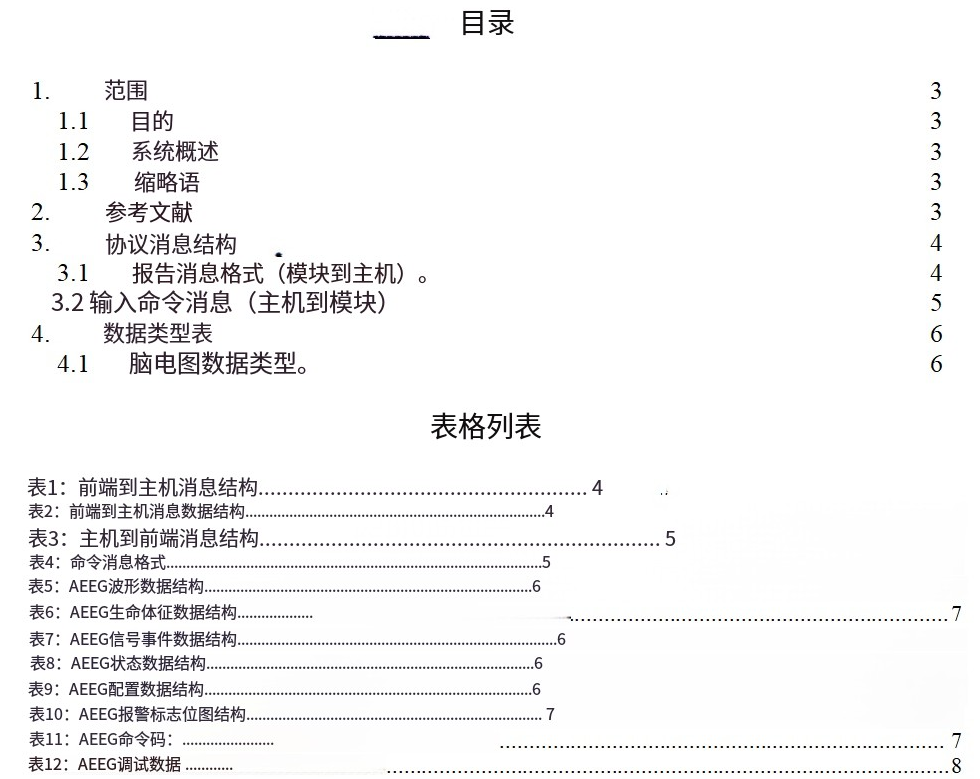 目录
1. 范围 3
1.1 目的 3
1.2 系统概述 3
1.3 缩略语 3
2. 参考文献 3
3. 协议消息结构 4
3.1 报告消息格式（模块到主机）。 4
3.2 输入命令消息（主机到模块） 5
4. 数据类型表 6
4.1 脑电图数据类型。 6
表格列表
表1：前端到主机消息结构....................................................... 4
表2：前端到主机消息数据结构...........................................................................4
表3：主机到前端消息结构................................................................... 5
表4：命令消息格式..............................................................................................5
表5：AEEG波形数据结构..................................................................................6
表6：AEEG生命体征数据结构................... ................................................................7
表7：AEEG信号事件数据结构................................................................................6
表8：AEEG状态数据结构..................................................................................6
表9：AEEG配置数据结构..................................................................................6
表10：AEEG报警标志位图结构.......................................................................... 7
表11：AEEG命令码：....................... .......................................................................... 7
表12：AEEG调试数据 ............ ..............................................................................................8